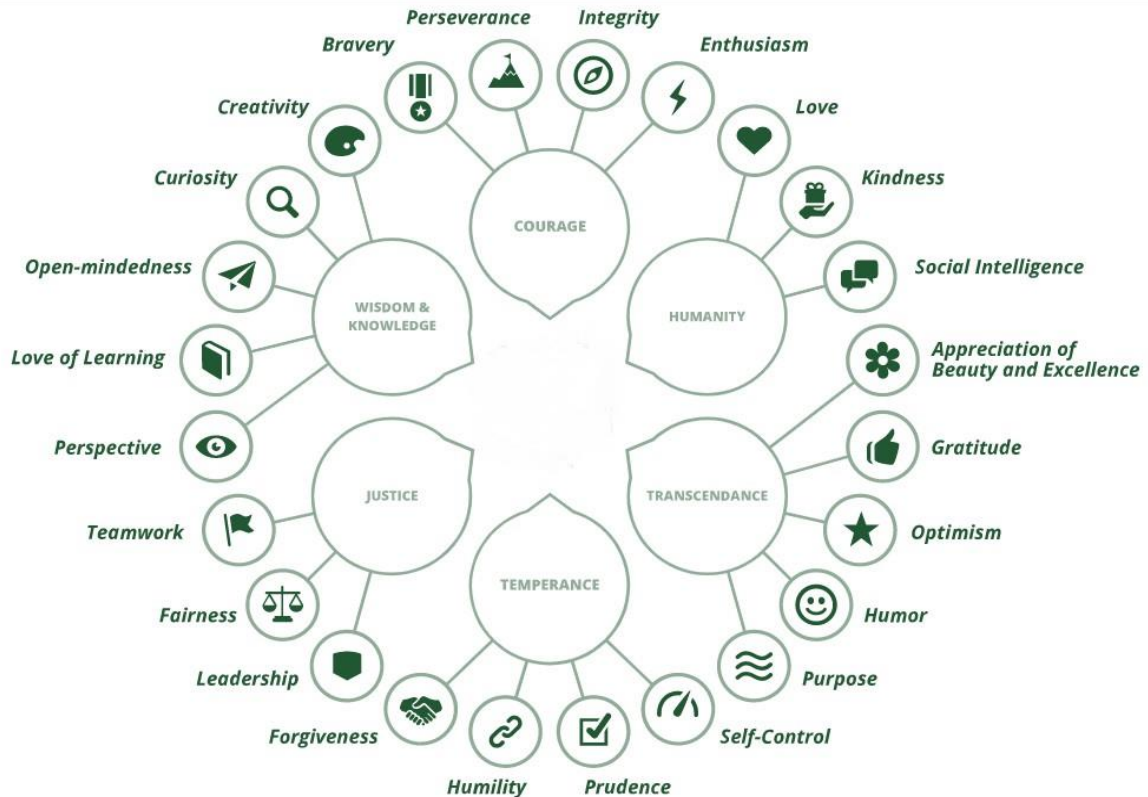 Perseverance
Integrity
Bravery
Enthusiasm
Creativity
Love
Curiosity
Kindness
COURAGE
Open-mindedness
Social Intelligence
WISDOM &
KNOWLEDGE
HUMANITY
Love of Learning
Appreciation of
Beauty and Excellence
Perspective
Gratitude
JUSTICE
TRANSCENDANCE
Teamwork
Optimism
TEMPERANCE
Fairness
Humor
Leadership
Purpose
Forgiveness
Self-Control
Humility
Prudence